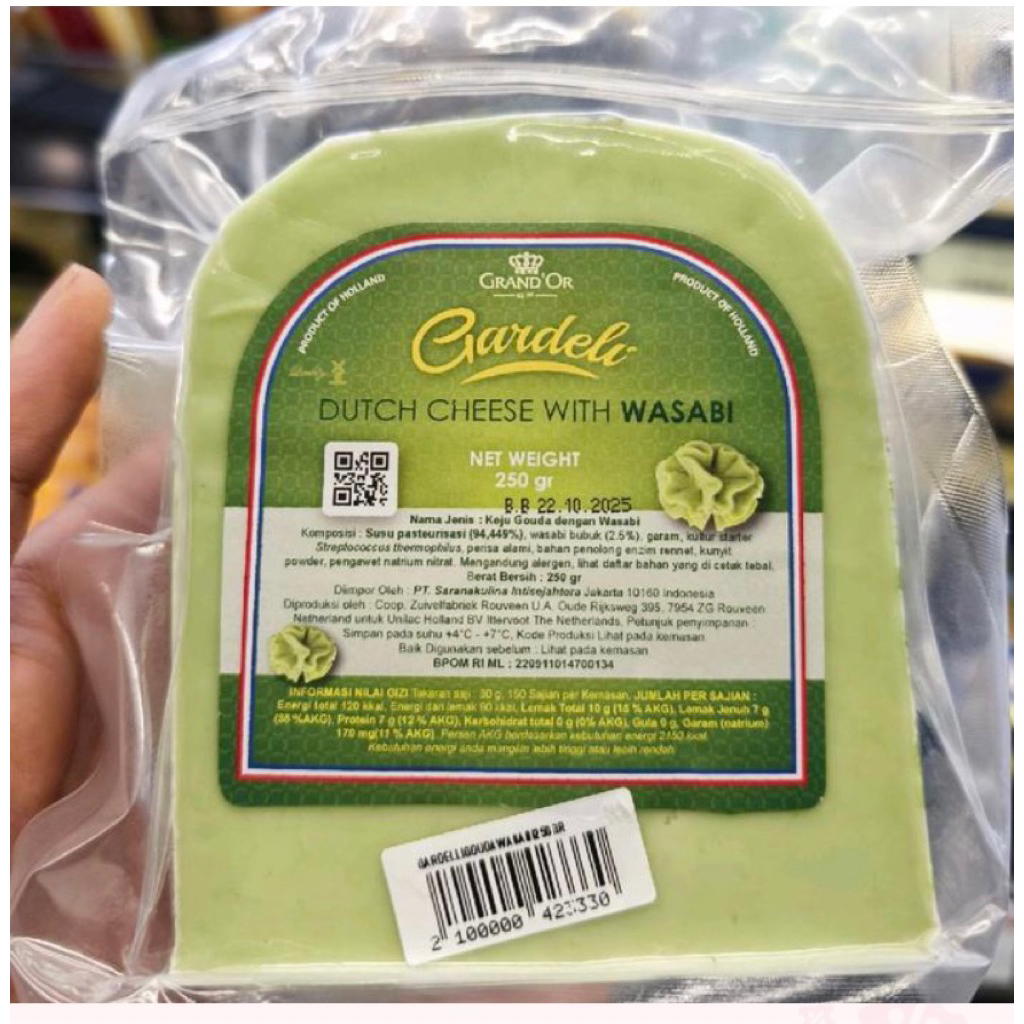 GRAND'OR
PRODUCT OF HOLLAND
PRODUCT OF HOLLAND
Gardeli
DUTCH CHEESE WITH WASABI
NET WEIGHT
250 gr
B.B 22.10.2025
Nama Jenis : Keju Gouda dengan Wasabi
Komposisi : Susu pasteurisasi (94,449%), wasabi bubuk (2.5%), garam, kultur starter
Streptococcus thermophilus, perisa alami, bahan penolong enzim rennet, kunyit
powder, pengawet natrium nitrat. Mengandung alergen, lihat daftar bahan yang di cetak tebal.
Berat Bersih : 250 gr
Diimpor Oleh : PT. Saranakulina Intisejahtera Jakarta 10160 Indonesia
Diproduksi oleh : Coop. Zuivelfabriek Rouveen U.A. Oude Rijksweg 395, 7954 ZG Rouveen
Netherland untuk Unilac Holland BV Ittervoot The Netherlands, Petunjuk penyimpanan :
Simpan pada suhu +4°C - +7°C, Kode Produksi Lihat pada kemasan
Baik Digunakan sebelum : Lihat pada kemasan
BPOM RI ML : 220911014700134
INFORMASI NILAI GIZI Takaran saji : 30 g, 150 Sajian per Kemasan, JUMLAH PER SAJIAN :
Energi total 120 kkal, Energi dari lemak 90 kkal, Lemak Total 10 g (15 % AKG), Lemak Jenuh 7 g
(35 %AKG), Protein 7 g (12 % AKG), Karbohidrat total 0 g (0% AKG), Gula 0 g, Garam (natrium)
170 mg(11 % AKG). Persen AKG berdasarkan kebutuhan energi 2150 kkal.
Kebutuhan energi anda mungkin lebih tinggi atau lebih rendah.
GARDELI|GOUDA WASABI 250 GR
2 100000 423330